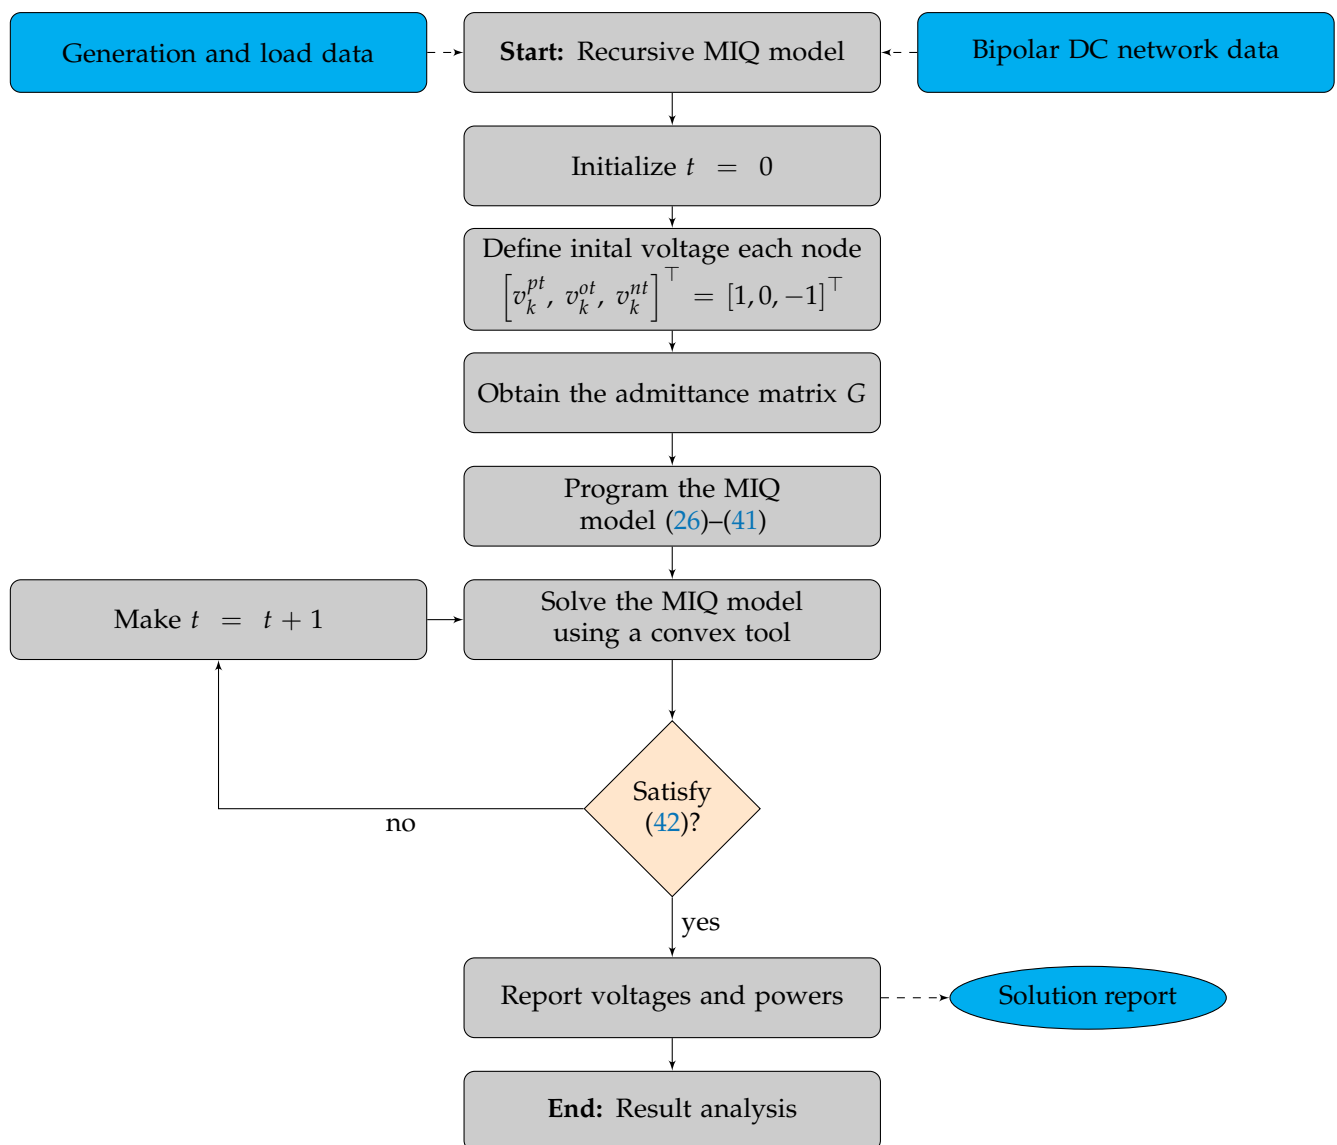 Generation and load data
Start: Recursive MIQ model
Bipolar DC network data
Initialize t = 0
Define inital voltage each node
[v_k^{pt}, v_k^{ot}, v_k^{nt}]^⊤ = [1, 0, −1]^⊤
Obtain the admittance matrix G
Program the MIQ
model (26)–(41)
Make t = t + 1
Solve the MIQ model
using a convex tool
Satisfy
(42)?
no
yes
Report voltages and powers
Solution report
End: Result analysis